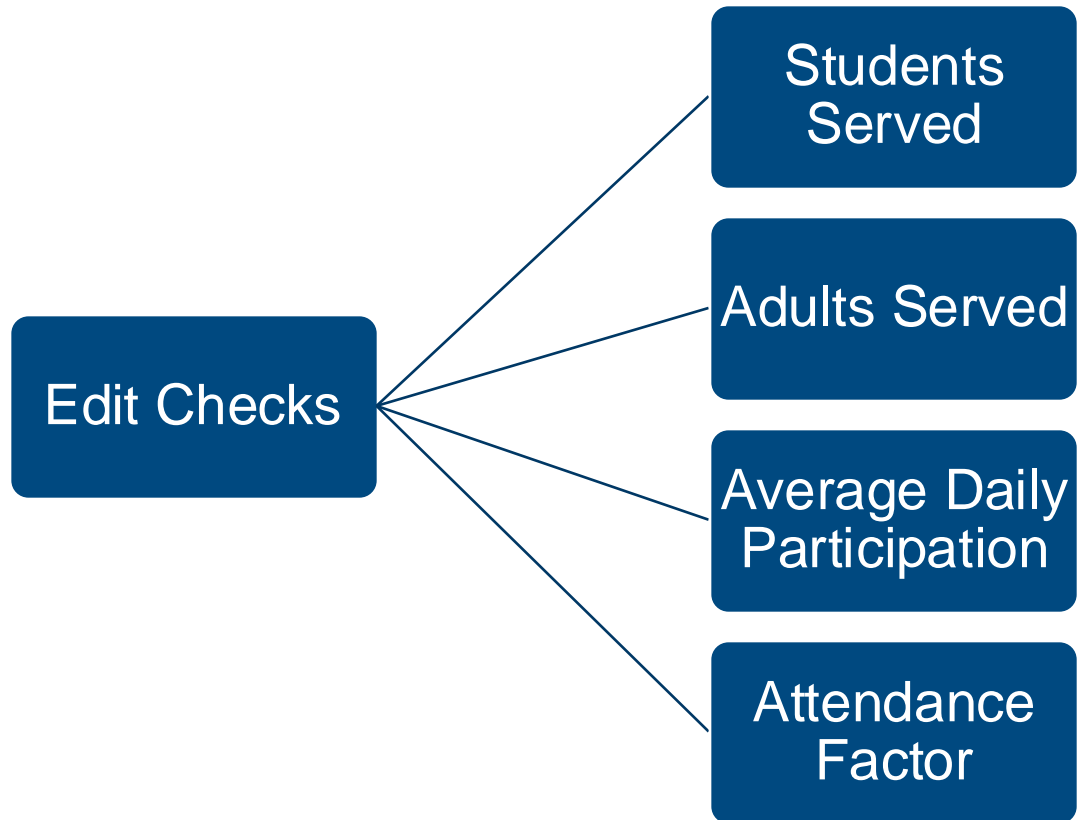 Edit Checks
Students
Served
Adults Served
Average Daily
Participation
Attendance
Factor